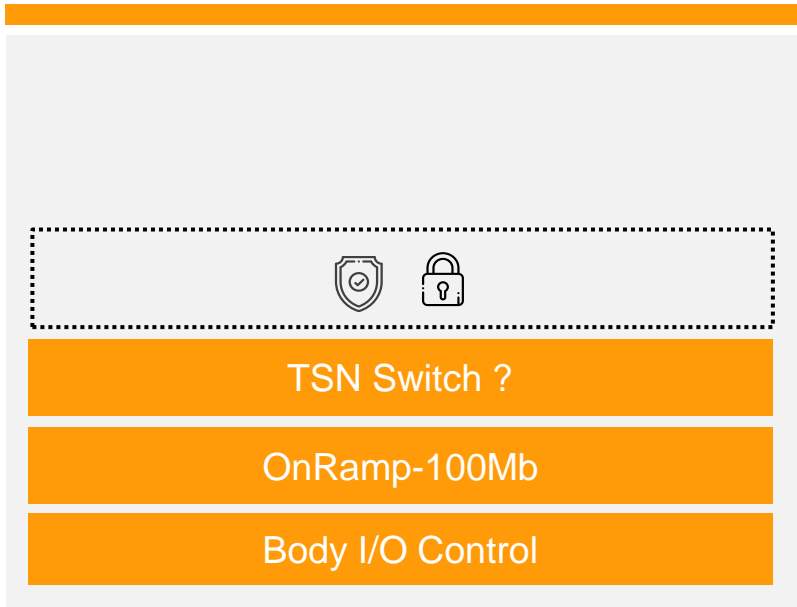 TSN Switch ?
OnRamp-100Mb
Body I/O Control